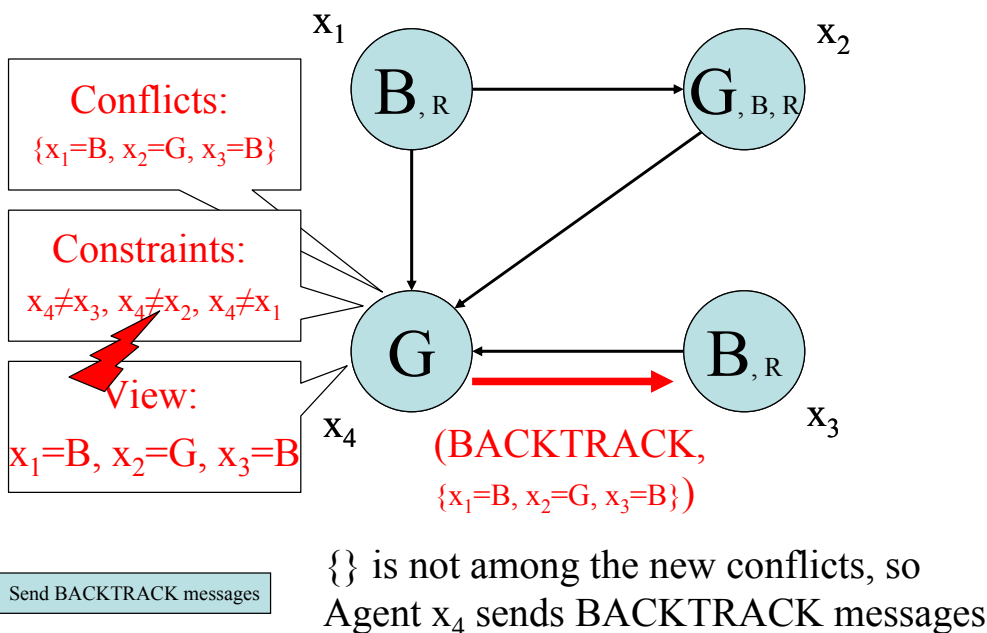 x₁
x₂
B, R
G, B, R
Conflicts:
{x₁=B, x₂=G, x₃=B}
Constraints:
x₄≠x₃, x₄≠x₂, x₄≠x₁
View:
x₁=B, x₂=G, x₃=B
G
B, R
x₄
x₃
(BACKTRACK,
{x₁=B, x₂=G, x₃=B})
Send BACKTRACK messages
{} is not among the new conflicts, so
Agent x₄ sends BACKTRACK messages